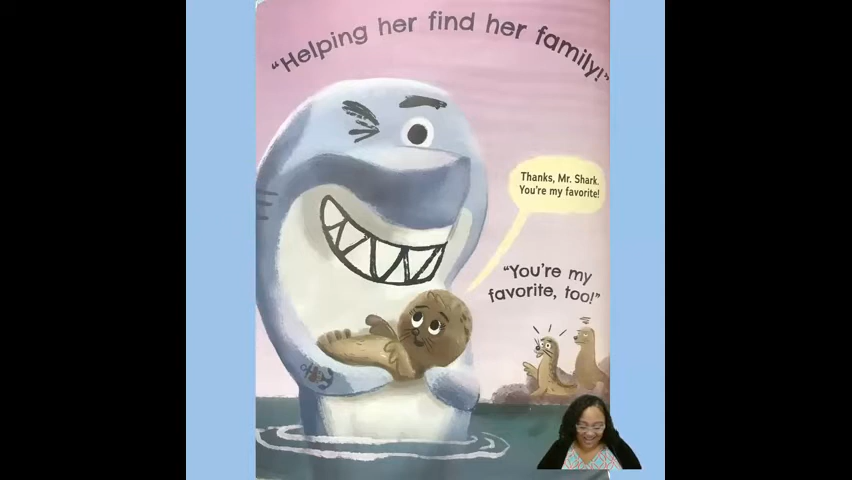 "Helping her find her family!"
Thanks, Mr. Shark.
You're my favorite!
"You're my
favorite, too!"